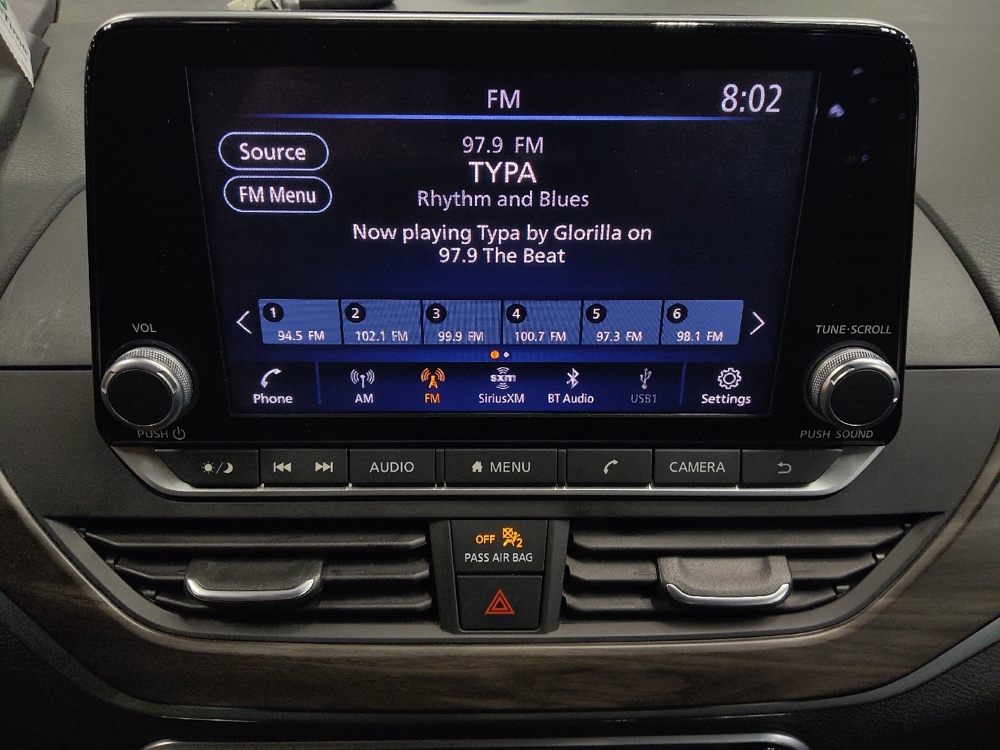 FM
8:02
Source
FM Menu
97.9 FM
TYPA
Rhythm and Blues
Now playing Typa by Glorilla on
97.9 The Beat
1
94.5 FM
2
102.1 FM
3
99.9 FM
4
100.7 FM
5
97.3 FM
6
98.1 FM
Phone
AM
FM
sxm
SiriusXM
BT Audio
USB1
Settings
VOL
PUSH
TUNE·SCROLL
PUSH SOUND
AUDIO
MENU
CAMERA
OFF
2
PASS AIR BAG